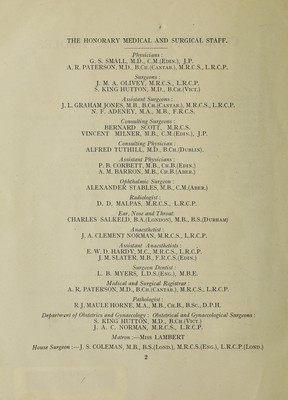 THE HONORARY MEDICAL AND SURGICAL STAFF.
Physicians :
G. S. SMALL, M.D., C.M.(EDIN.), J.P.
A. R. PATERSON, M.D., B.CH.(CANTAB.), M.R.C.S., L.R.C.P.
Surgeons :
J. M. A. OLIVEY, M.R.C.S., L.R.C.P.
S. KING HUTTON, M.D., B.CH.(VICT.)
Assistant Surgeons :
J. L. GRAHAM JONES, M.B., B.CH.(CANTAB.), M.R.C.S., L.R.C.P.
N. F. ADENEY, M.A., M.B., F.R.C.S.
Consulting Surgeons :
BERNARD SCOTT, M.R.C.S.
VINCENT MILNER, M.B., C.M.(EDIN.), J.P.
Consulting Physician :
ALFRED TUTHILL, M.D., B.CH.(DUBLIN).
Assistant Physicians :
P. B. CORBETT, M.B., CH.B.(EDIN.)
A. M. BARRON, M.B., CH.B.(ABER.)
Ophthalmic Surgeon :
ALEXANDER STABLES, M.B., C.M.(ABER.)
Radiologist :
D. D. MALPAS, M.R.C.S., L.R.C.P.
Ear, Nose and Throat:
CHARLES SALKELD, B.A.(LONDON), M.B., B.S.(DURHAM)
Anaesthetist :
J. A. CLEMENT NORMAN, M.R.C.S., L.R.C.P.
Assistant Anaesthetists :
E. W. D. HARDY, M.C., M.R.C.S., L.R.C.P.
J. M. SLATER, M.B., F.R.C.S.(EDIN.)
Surgeon Dentist :
L. B. MYERS, L.D.S.(ENG.), M.B.E.
Medical and Surgical Registrar
A. R. PATERSON, M.D., B.CH.(CANTAB.), M.R.C.S., L.R.C.P.
Pathologist :
R. J. MAULE HORNE, M.A., M.B., CH.B., B.SC., D.P.H.
Department of Obstetrics and Gynaecology : Obstetrical and Gynaecological Surgeons :
S. KING HUTTON, M.D., B.CH.(VICT.)
J. A. C. NORMAN, M.R.C.S., L.R.C.P.
Matron :—MISS LAMBERT
House Surgeon :—J. S. COLEMAN, M.B., B.S.(LOND.), M.R.C.S.(ENG.), L.R.C.P.(LOND.)
2